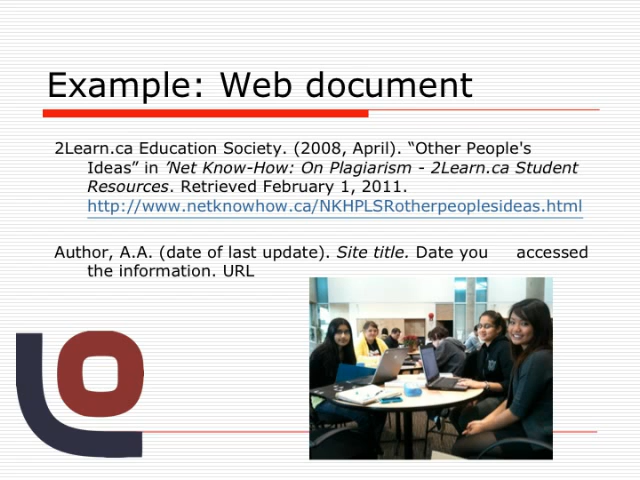 Example: Web document
2Learn.ca Education Society. (2008, April). “Other People's
Ideas” in ’Net Know-How: On Plagiarism - 2Learn.ca Student
Resources. Retrieved February 1, 2011.
http://www.netknowhow.ca/NKHPLSRotherpeoplesideas.html
Author, A.A. (date of last update). Site title. Date you accessed
the information. URL